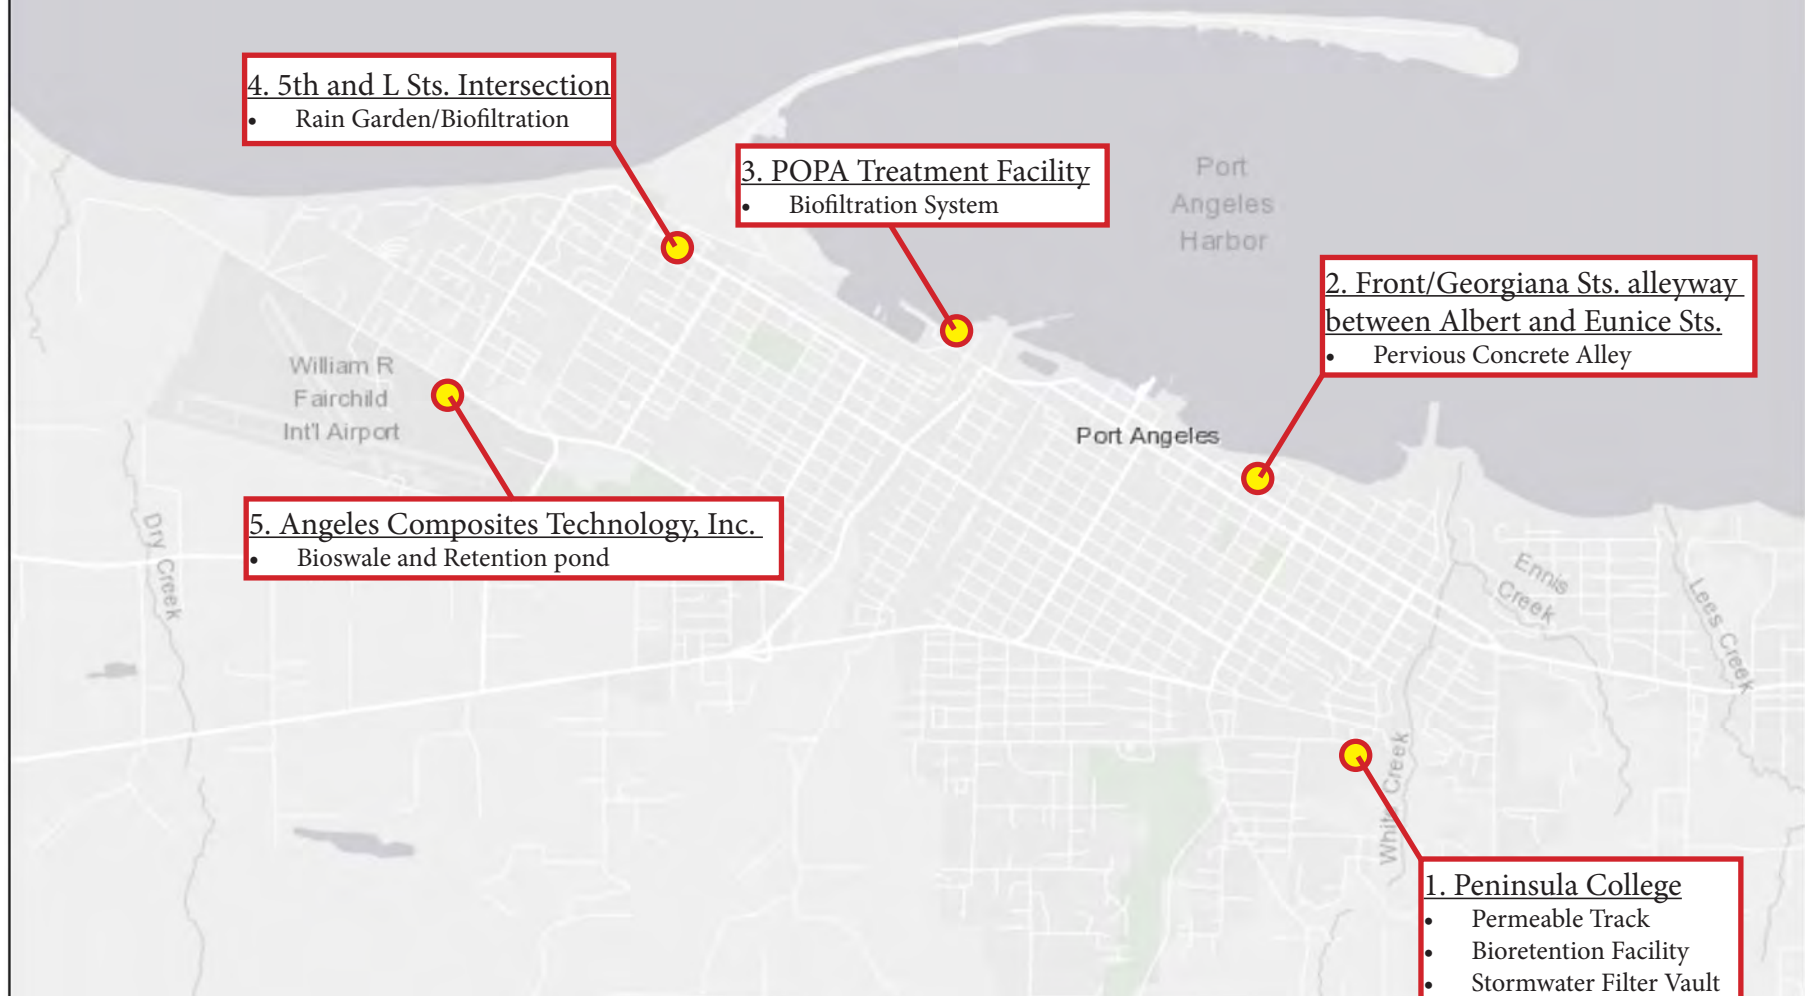 4. 5th and L Sts. Intersection
• Rain Garden/Biofiltration
3. POPA Treatment Facility
• Biofiltration System
Port
Angeles
Harbor
2. Front/Georgiana Sts. alleyway
between Albert and Eunice Sts.
• Pervious Concrete Alley
William R
Fairchild
Int'l Airport
Port Angeles
5. Angeles Composites Technology, Inc.
• Bioswale and Retention pond
Dry Creek
Ennis
Creek
Lees Creek
White Creek
1. Peninsula College
• Permeable Track
• Bioretention Facility
• Stormwater Filter Vault